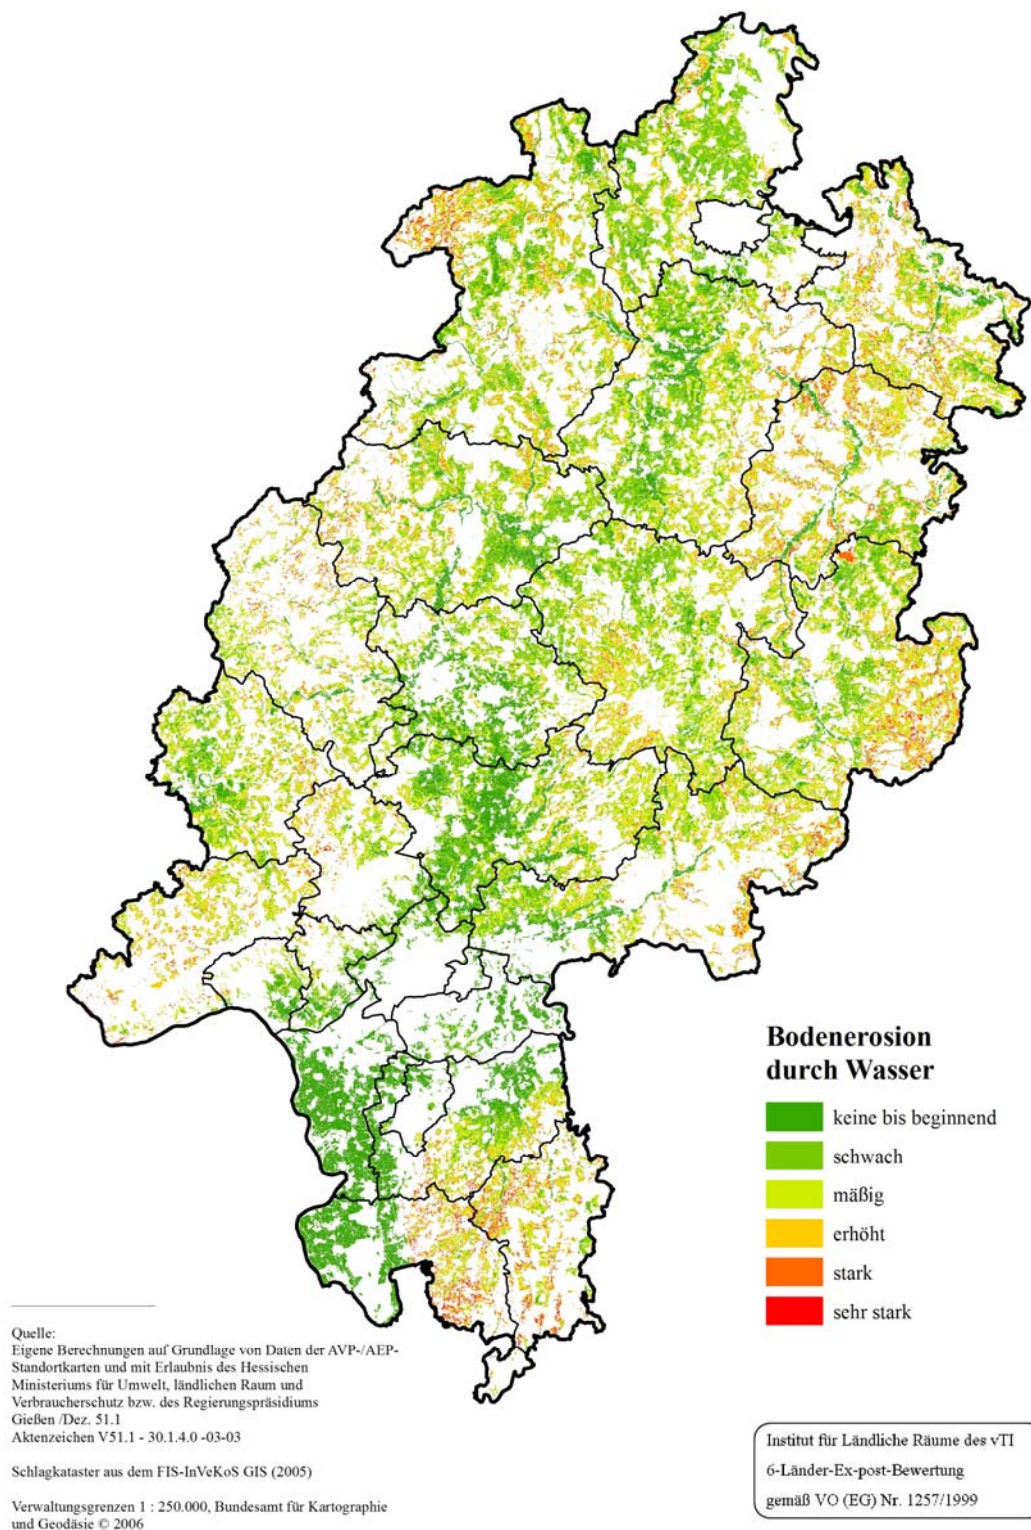 Bodenerosion
durch Wasser
keine bis beginnend
schwach
mäßig
erhöht
stark
sehr stark
Quelle:
Eigene Berechnungen auf Grundlage von Daten der AVP-/AEP-
Standortkarten und mit Erlaubnis des Hessischen
Ministeriums für Umwelt, ländlichen Raum und
Verbraucherschutz bzw. des Regierungspräsidiums
Gießen /Dez. 51.1
Aktenzeichen V51.1 - 30.1.4.0 -03-03
Schlagkataster aus dem FIS-InVeKoS GIS (2005)
Verwaltungsgrenzen 1 : 250.000, Bundesamt für Kartographie
und Geodäsie © 2006
Institut für Ländliche Räume des vTI
6-Länder-Ex-post-Bewertung
gemäß VO (EG) Nr. 1257/1999